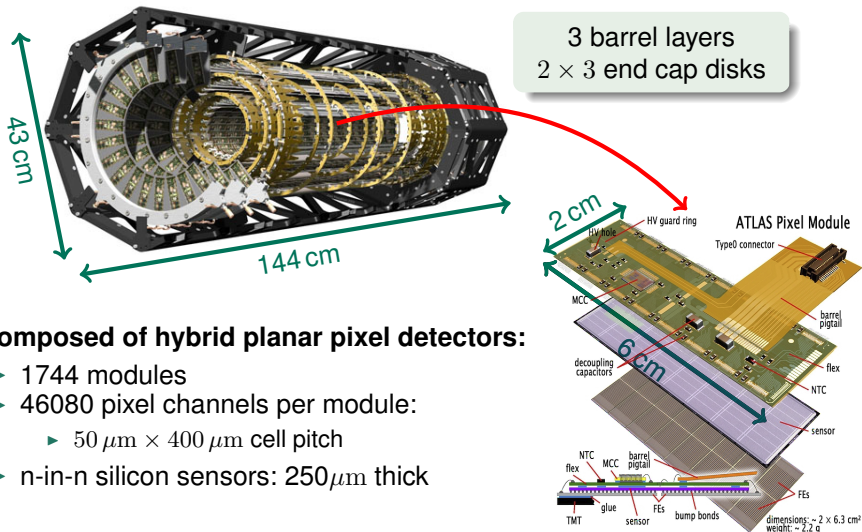 3 barrel layers
2 × 3 end cap disks
43 cm
144 cm
2 cm
6 cm
HV guard ring
HV hole
ATLAS Pixel Module
Type0 connector
MCC
barrel
pigtail
decoupling
capacitors
flex
NTC
sensor
omposed of hybrid planar pixel detectors:
1744 modules
46080 pixel channels per module:
50 μm × 400 μm cell pitch
n-in-n silicon sensors: 250μm thick
barrel
pigtail
NTC
MCC
flex
FEs
glue
TMT
sensor
FEs
bump bonds
dimensions: ~ 2 × 6.3 cm²
weight: ~ 2.2 g